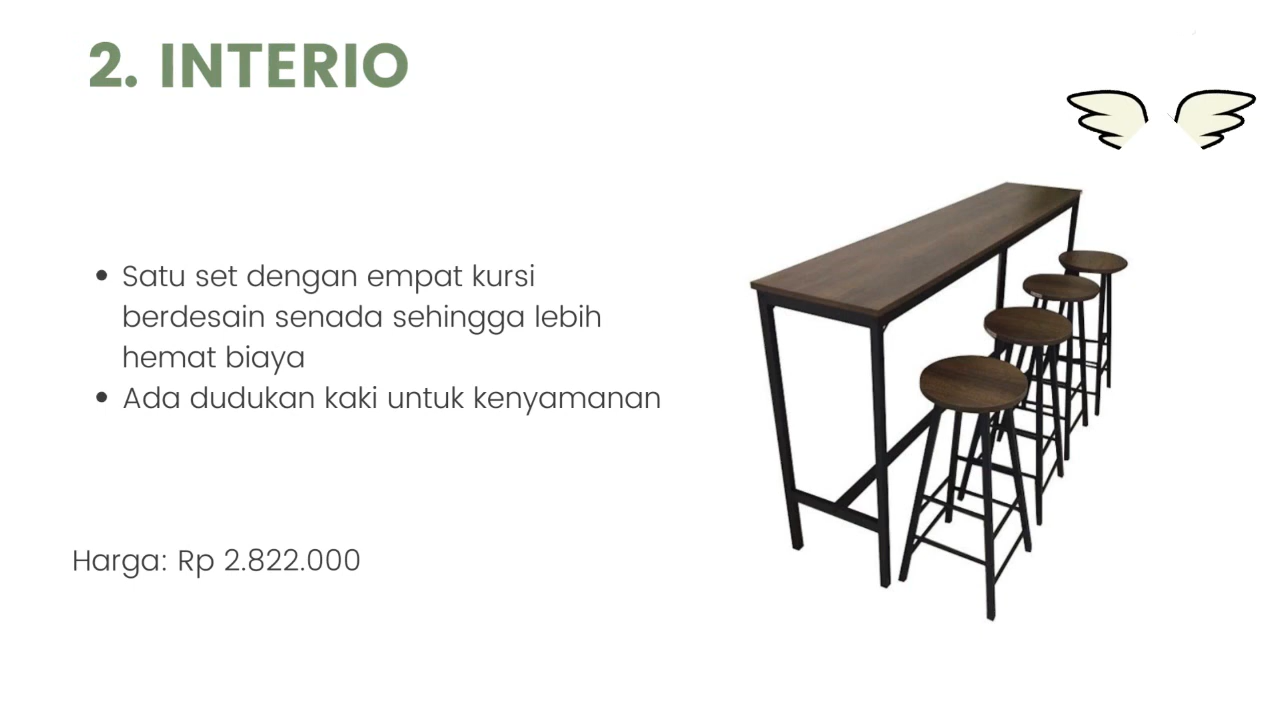 2. INTERIO
• Satu set dengan empat kursi
berdesain senada sehingga lebih
hemat biaya
• Ada dudukan kaki untuk kenyamanan
Harga: Rp 2.822.000